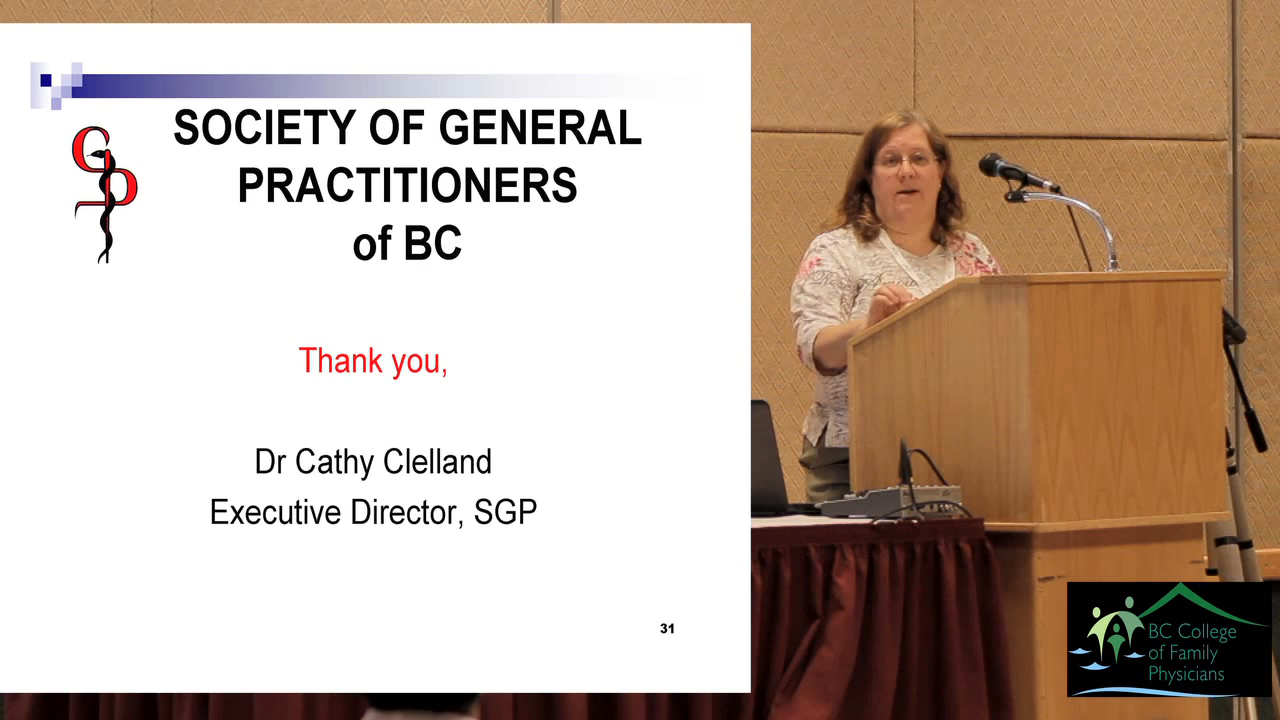 SOCIETY OF GENERAL
PRACTITIONERS
of BC
Thank you,
Dr Cathy Clelland
Executive Director, SGP
31
BC College
of Family
Physicians